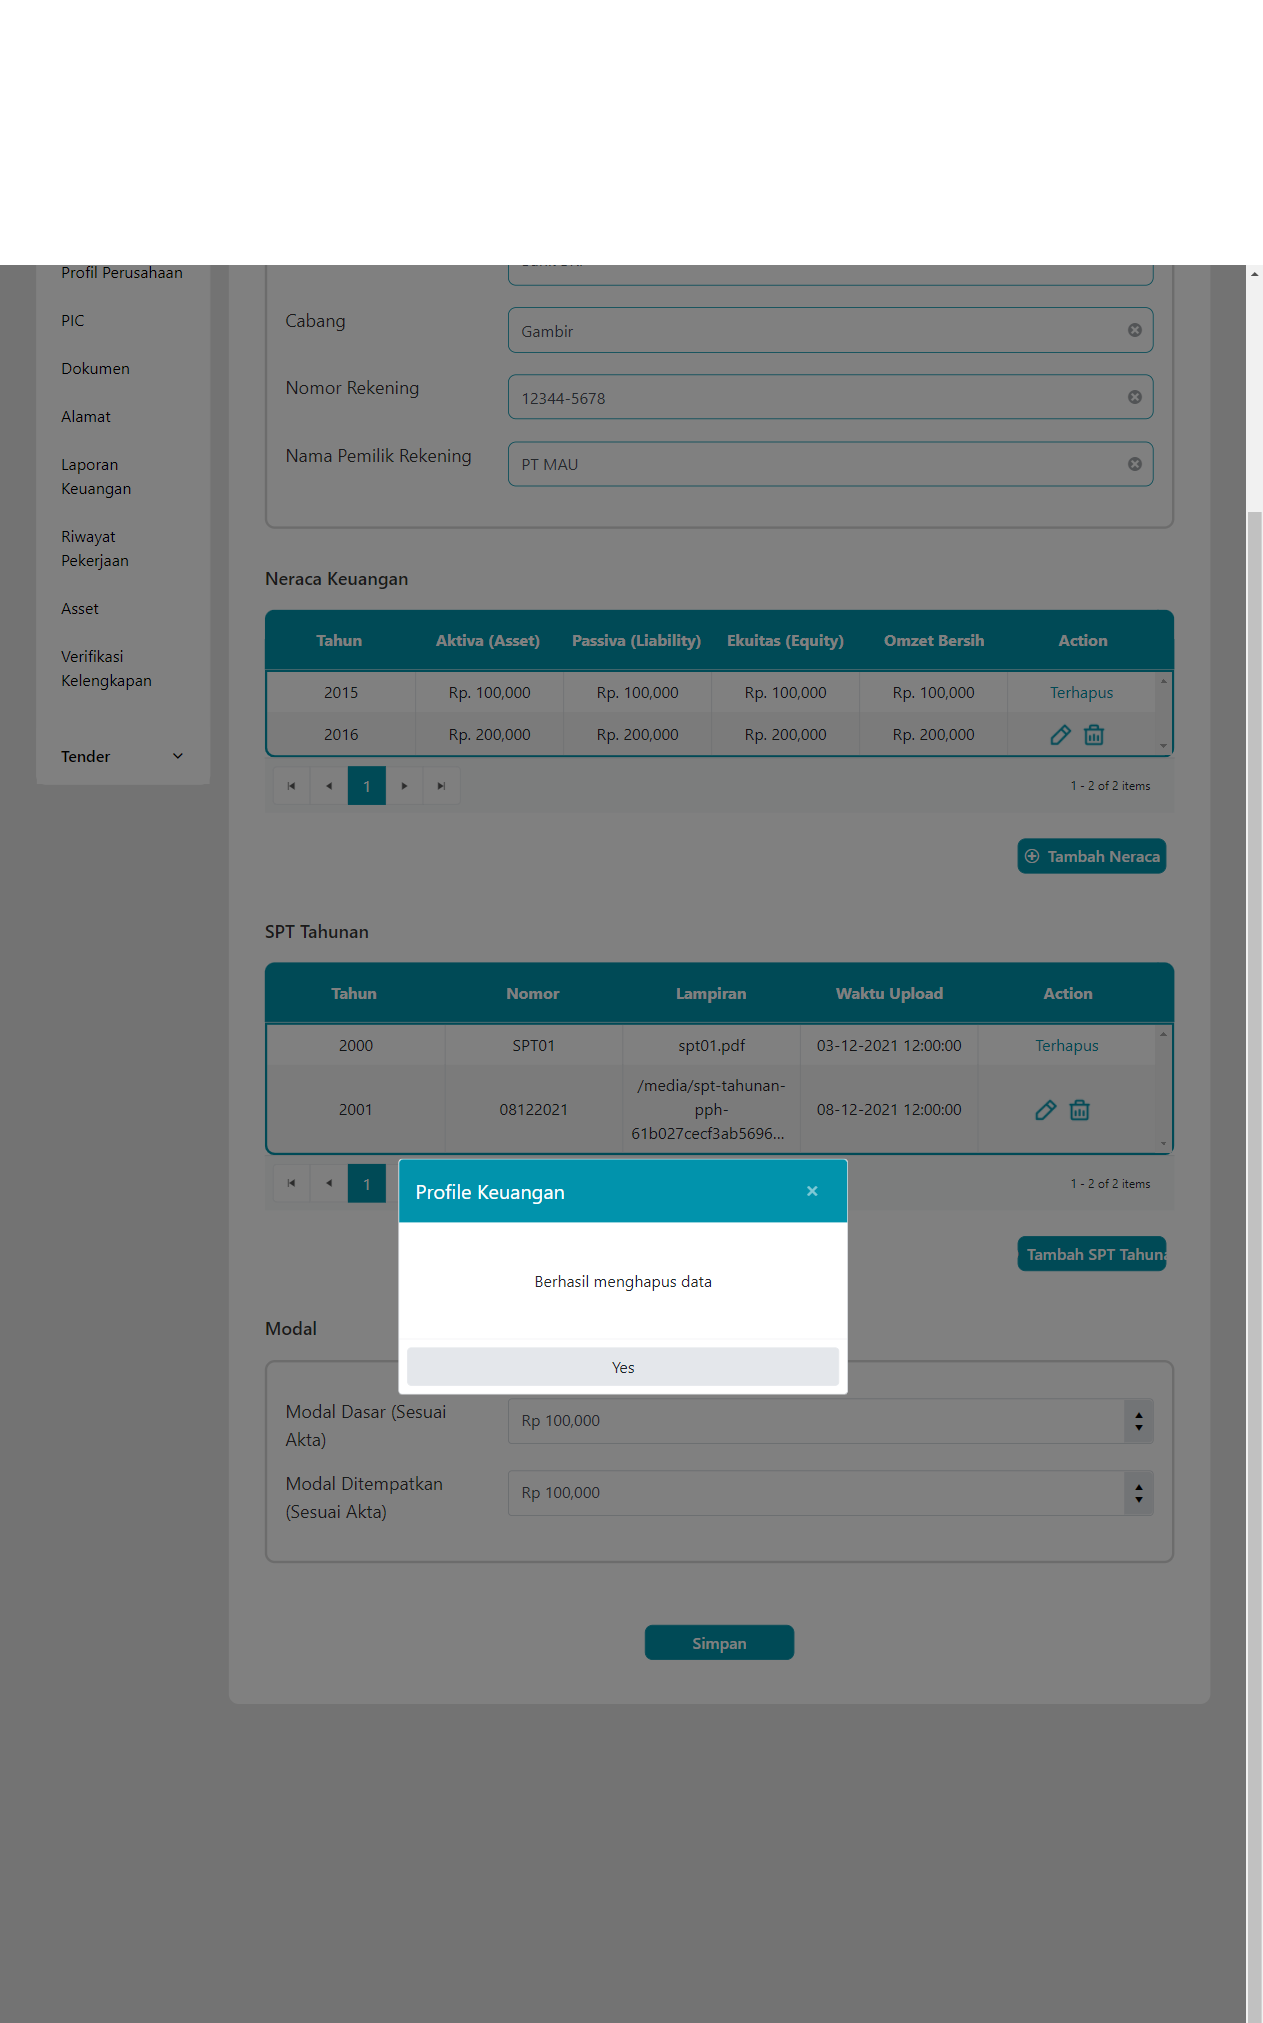 Profil Perusahaan
PIC
Dokumen
Alamat
Laporan
Keuangan
Riwayat
Pekerjaan
Asset
Verifikasi
Kelengkapan
Tender
Cabang
Gambir
Nomor Rekening
12344-5678
Nama Pemilik Rekening
PT MAU
Neraca Keuangan
Tahun Aktiva (Asset) Passiva (Liability) Ekuitas (Equity) Omzet Bersih Action
2015 Rp. 100,000 Rp. 100,000 Rp. 100,000 Rp. 100,000 Terhapus
2016 Rp. 200,000 Rp. 200,000 Rp. 200,000 Rp. 200,000
1 1 - 2 of 2 items
Tambah Neraca
SPT Tahunan
Tahun Nomor Lampiran Waktu Upload Action
2000 SPT01 spt01.pdf 03-12-2021 12:00:00 Terhapus
2001 08122021 /media/spt-tahunan-
pph-
61b027cecf3ab5696... 08-12-2021 12:00:00
1 1 - 2 of 2 items
Tambah SPT Tahuna
Profile Keuangan ×
Berhasil menghapus data
Yes
Modal
Modal Dasar (Sesuai
Akta)
Rp 100,000
Modal Ditempatkan
(Sesuai Akta)
Rp 100,000
Simpan